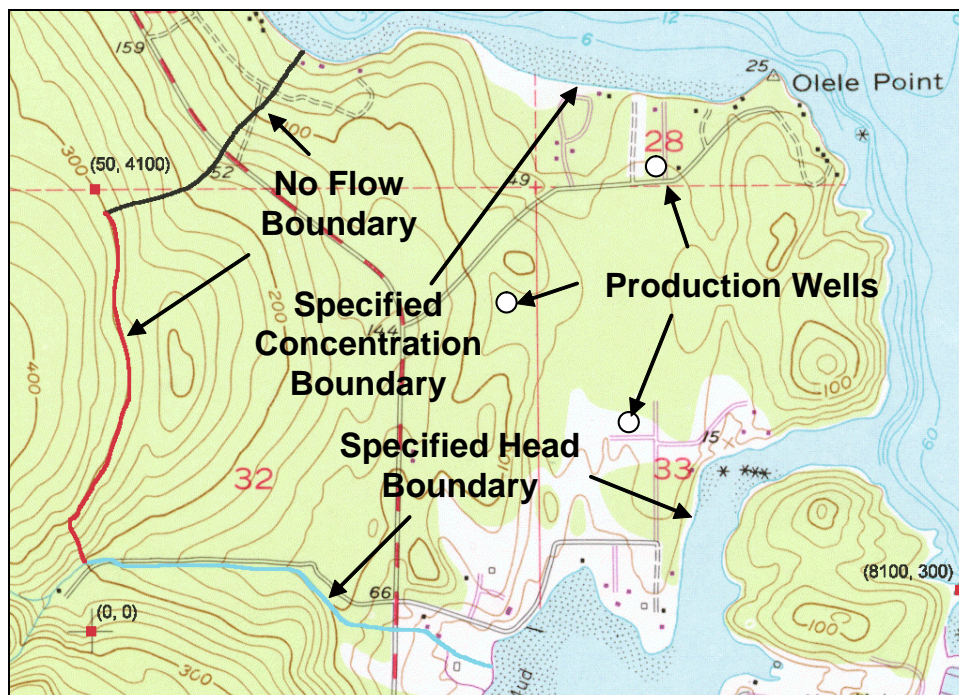 159
25
6
12
Olele Point
300
(50, 4100)
52
100
28
49
No Flow
Boundary
200
Production Wells
Specified
Concentration
Boundary
144
400
100
60
Specified Head
Boundary
15
32
33
66
(8100, 300)
(0, 0)
100
300
Mud